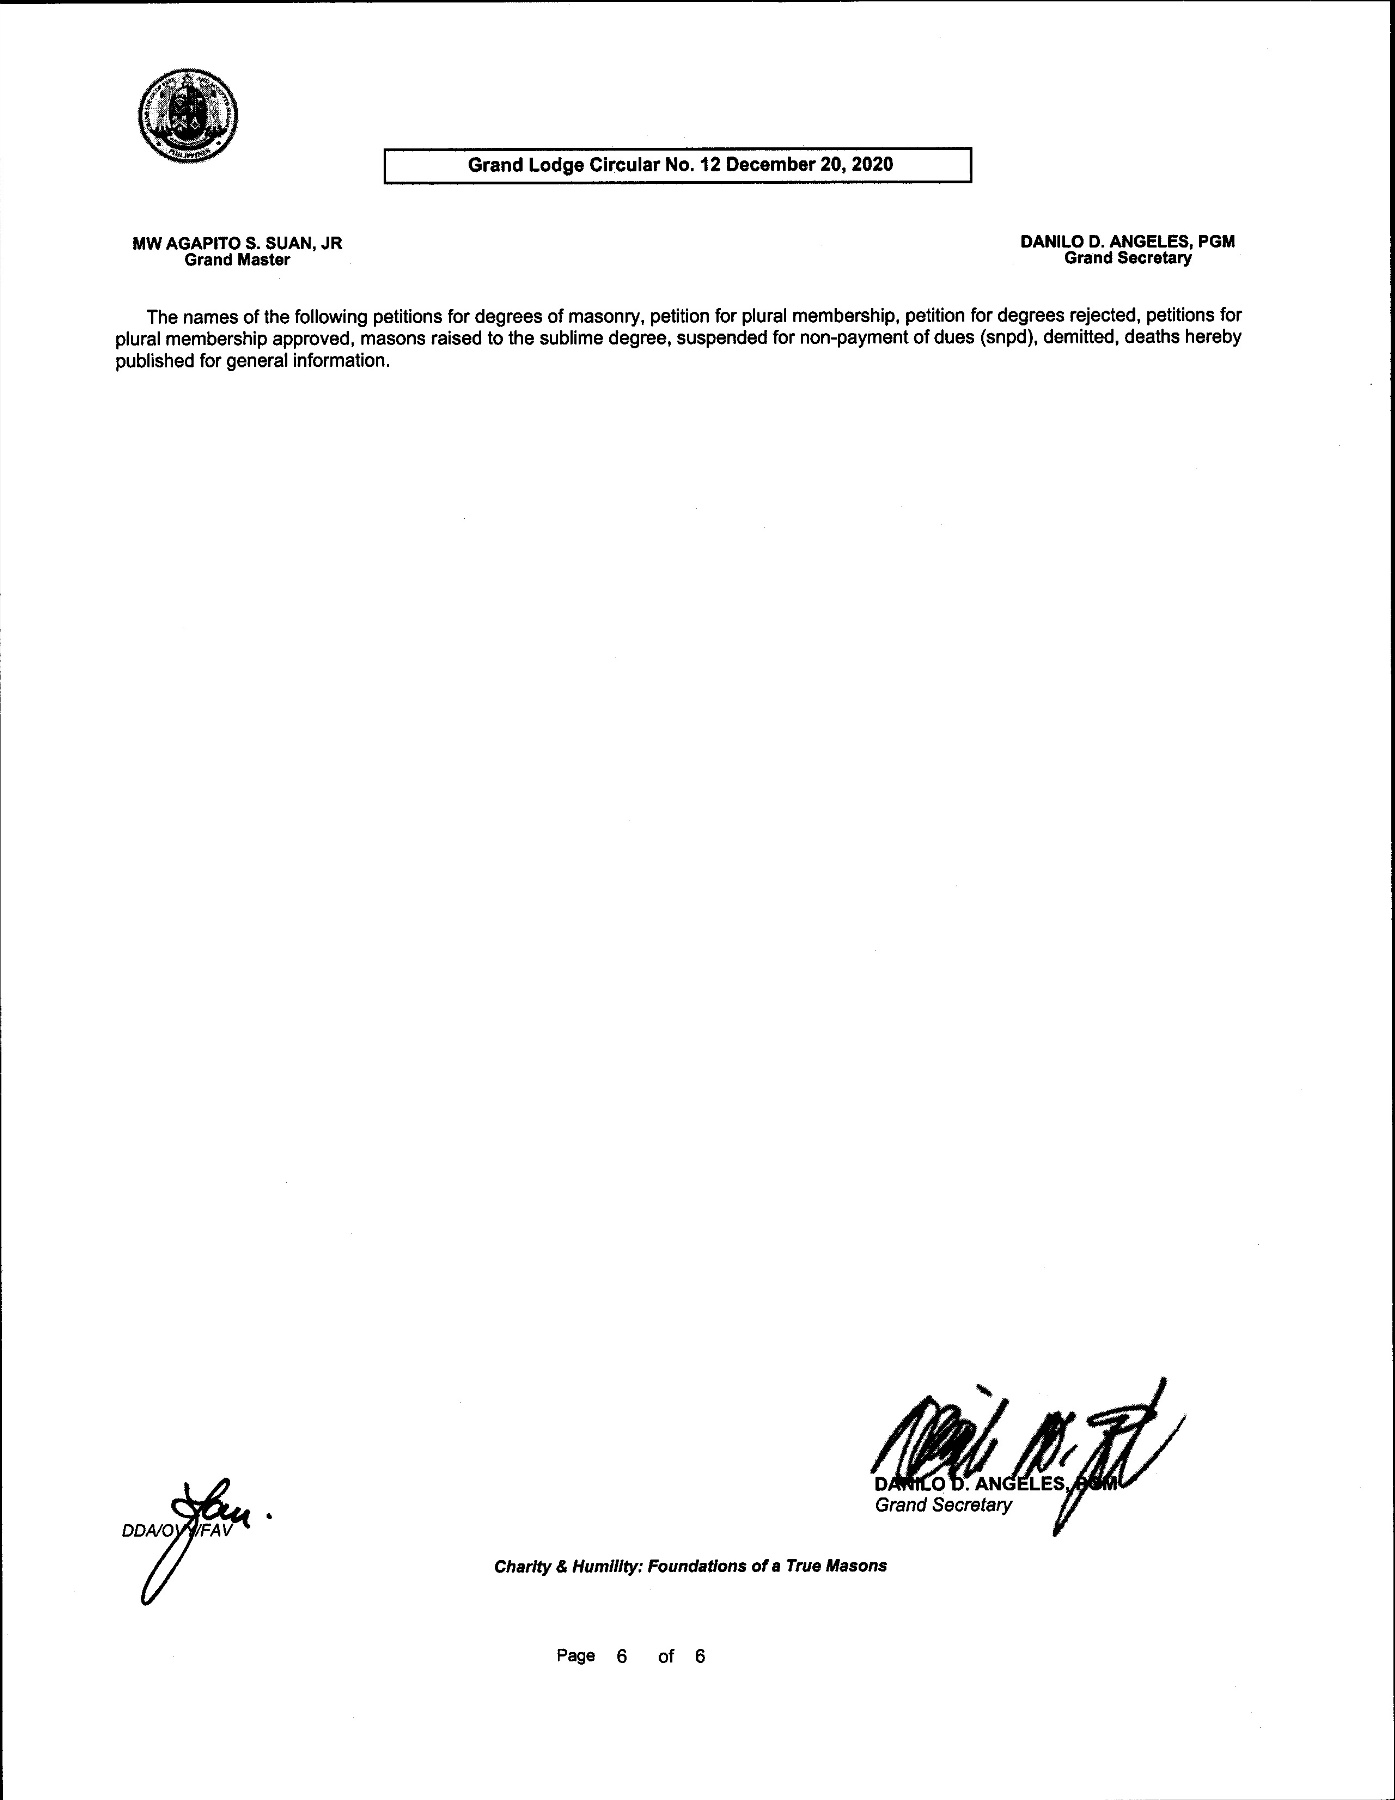 PHILIPPINES
Grand Lodge Circular No. 12 December 20, 2020
MW AGAPITO S. SUAN, JR
Grand Master
DANILO D. ANGELES, PGM
Grand Secretary
The names of the following petitions for degrees of masonry, petition for plural membership, petition for degrees rejected, petitions for
plural membership approved, masons raised to the sublime degree, suspended for non-payment of dues (snpd), demitted, deaths hereby
published for general information.
DANILO D. ANGELES, PGM
Grand Secretary
/FAV
Charity & Humility: Foundations of a True Masons
Page 6 of 6